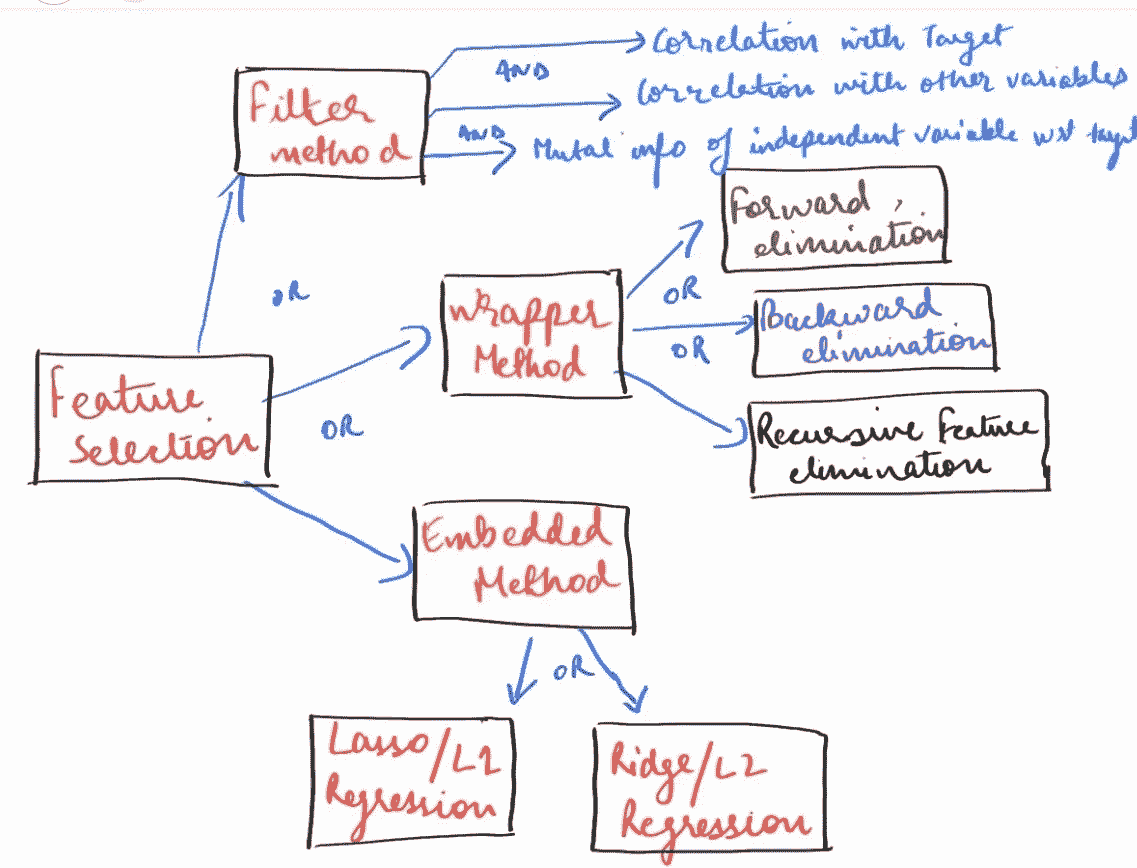 Correlation with Target
AND
Filter
method
Correlation with other variables
AND
Mutal info of independent variable wrt
Forward
elimination
OR
OR
Wrapper
Method
Backward
elimination
OR
Feature
Selection
OR
Recursive Feature
elimination
Embedded
Method
OR
Lasso/L1
Regression
Ridge/L2
Regression